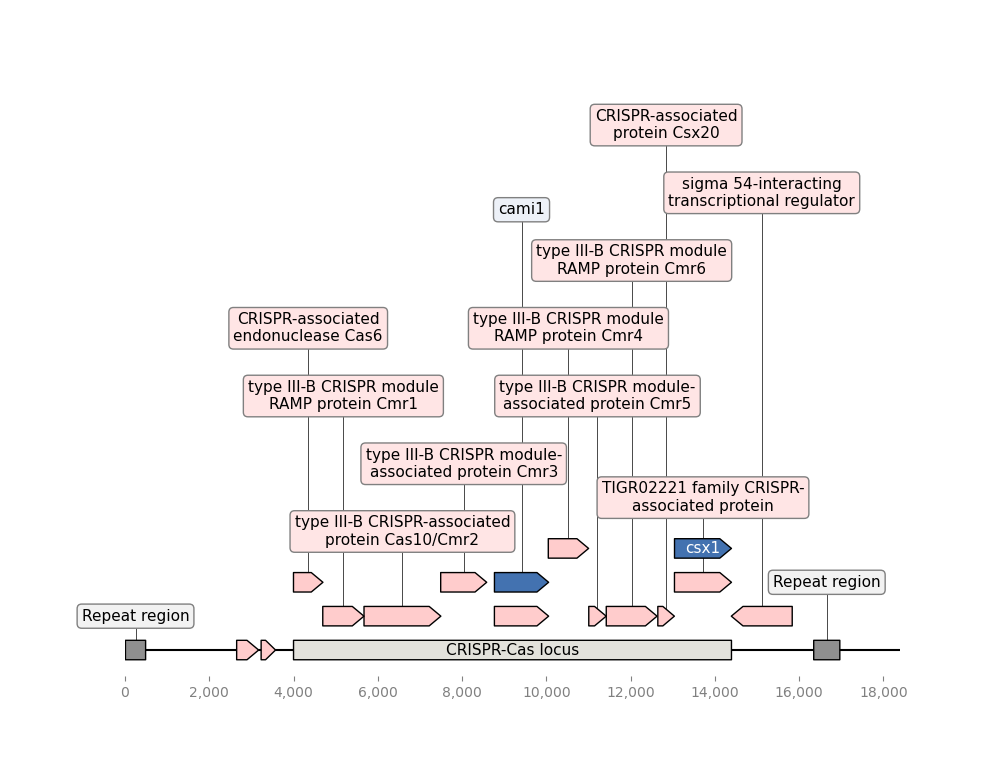 CRISPR-associated
protein Csx20
sigma 54-interacting
transcriptional regulator
cami1
type III-B CRISPR module
RAMP protein Cmr6
CRISPR-associated
endonuclease Cas6
type III-B CRISPR module
RAMP protein Cmr4
type III-B CRISPR module
RAMP protein Cmr1
type III-B CRISPR module-
associated protein Cmr5
type III-B CRISPR module-
associated protein Cmr3
TIGR02221 family CRISPR-
associated protein
type III-B CRISPR-associated
protein Cas10/Cmr2
csx1
Repeat region
Repeat region
CRISPR-Cas locus
0 2,000 4,000 6,000 8,000 10,000 12,000 14,000 16,000 18,000